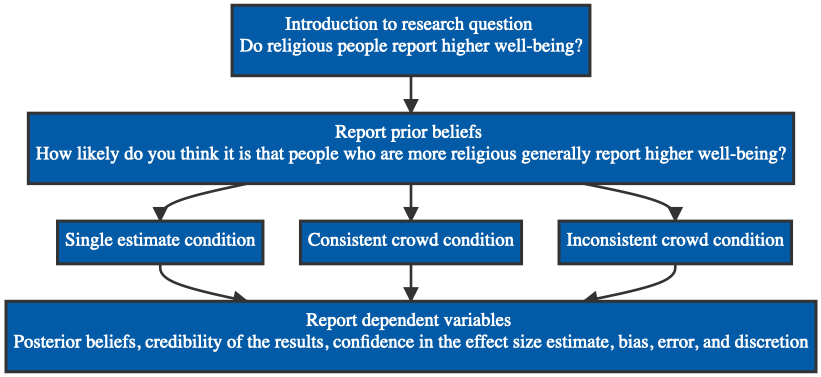 Introduction to research question
Do religious people report higher well-being?
Report prior beliefs
How likely do you think it is that people who are more religious generally report higher well-being?
Single estimate condition
Consistent crowd condition
Inconsistent crowd condition
Report dependent variables
Posterior beliefs, credibility of the results, confidence in the effect size estimate, bias, error, and discretion